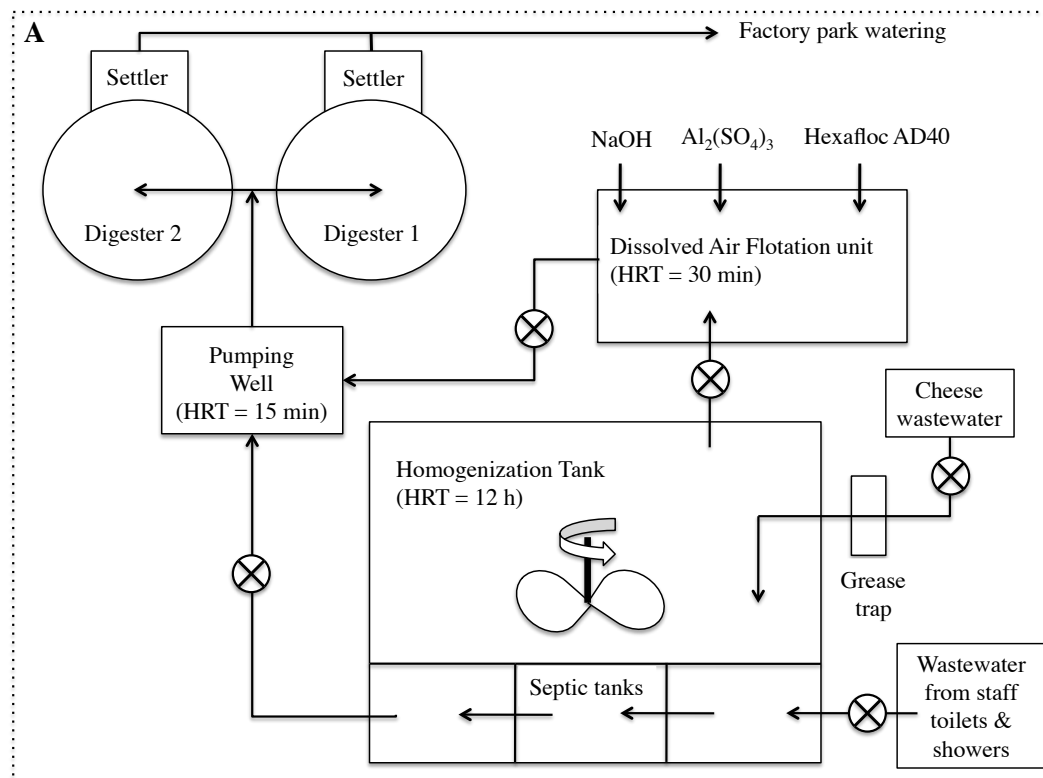 A
Factory park watering
Settler
Settler
NaOH
Al₂(SO₄)₃
Hexafloc AD40
Digester 2
Digester 1
Dissolved Air Flotation unit
(HRT = 30 min)
Pumping
Well
(HRT = 15 min)
Cheese
wastewater
Homogenization Tank
(HRT = 12 h)
Grease
trap
Septic tanks
Wastewater
from staff
toilets &
showers